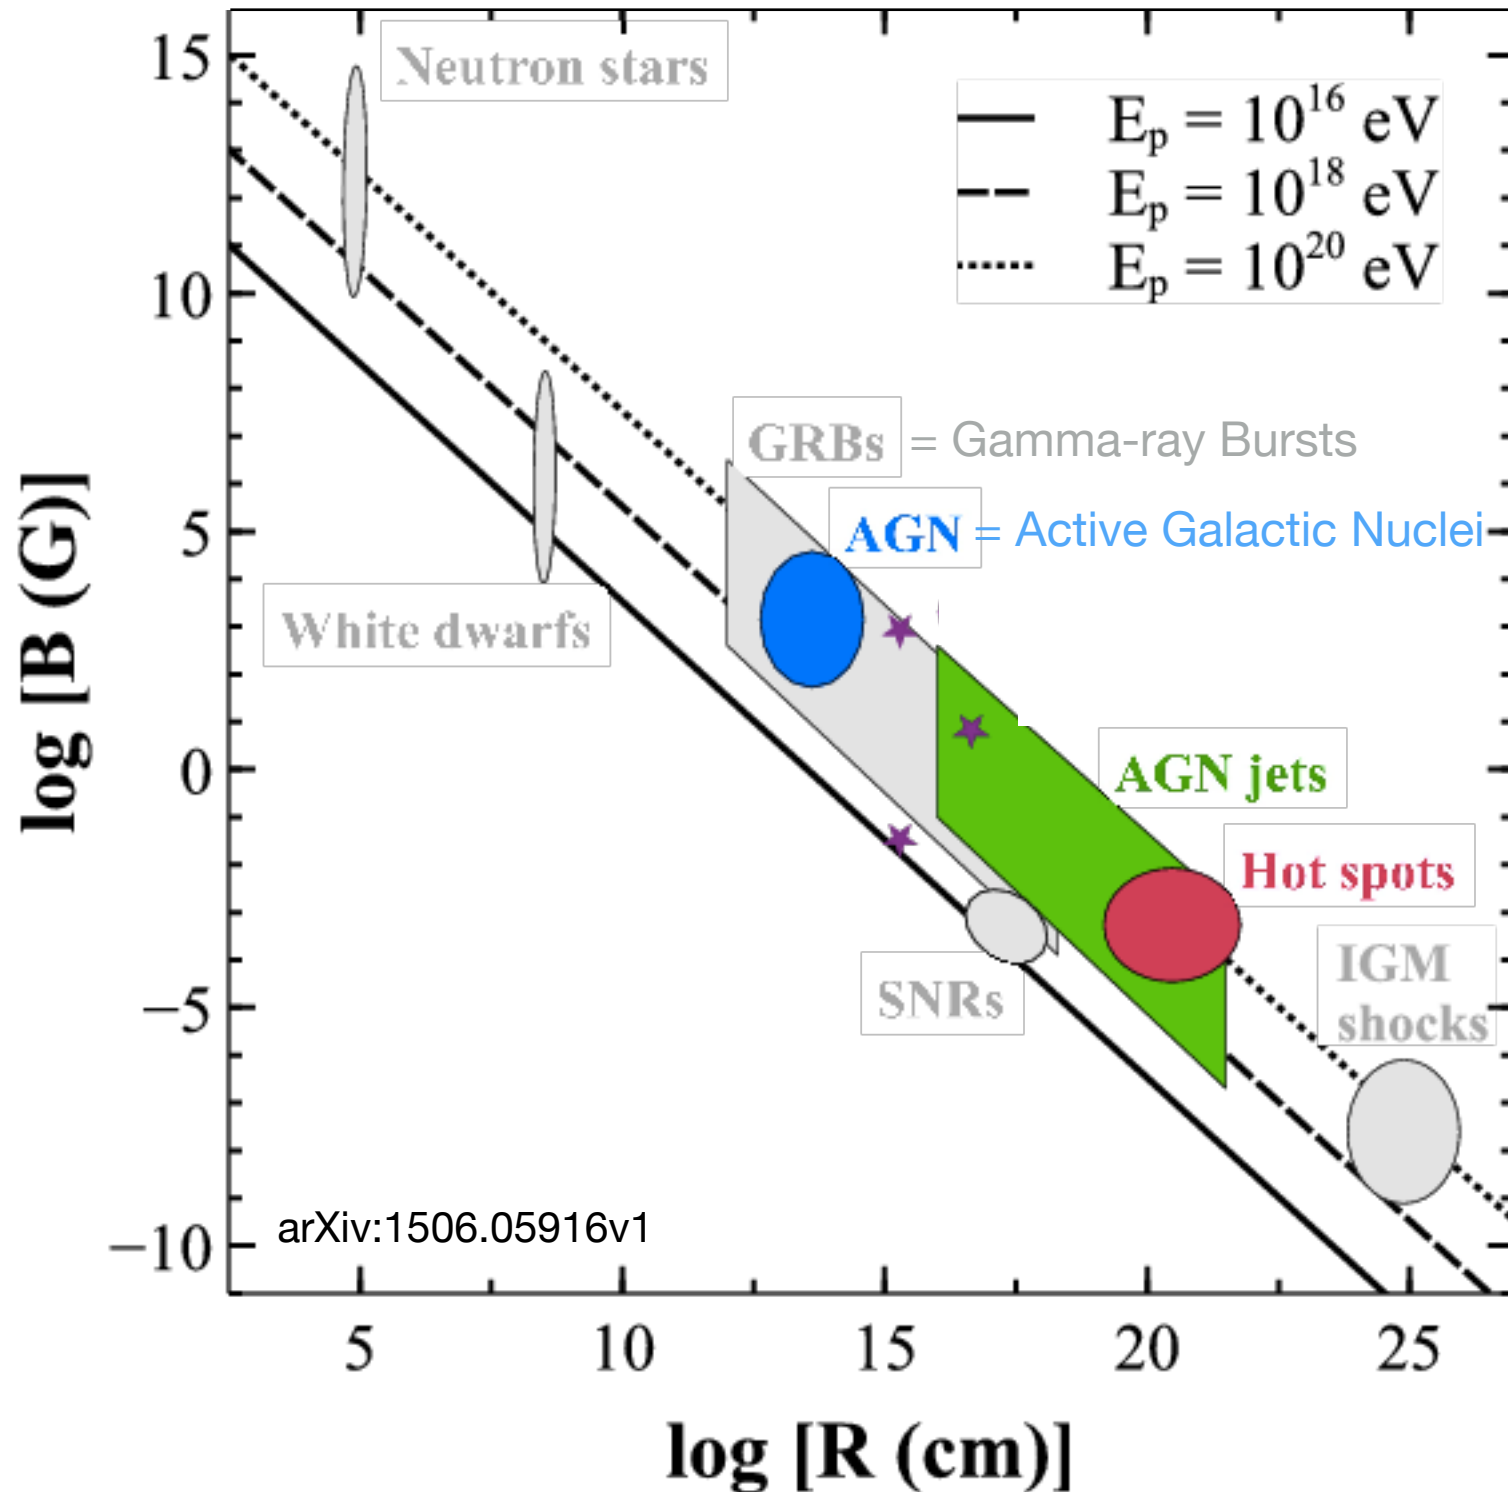 15
10
5
0
−5
−10
log [B (G)]
Neutron stars
E_p = 10^16 eV
E_p = 10^18 eV
E_p = 10^20 eV
GRBs = Gamma-ray Bursts
AGN = Active Galactic Nuclei
White dwarfs
AGN jets
Hot spots
IGM
shocks
SNRs
arXiv:1506.05916v1
5 10 15 20 25
log [R (cm)]